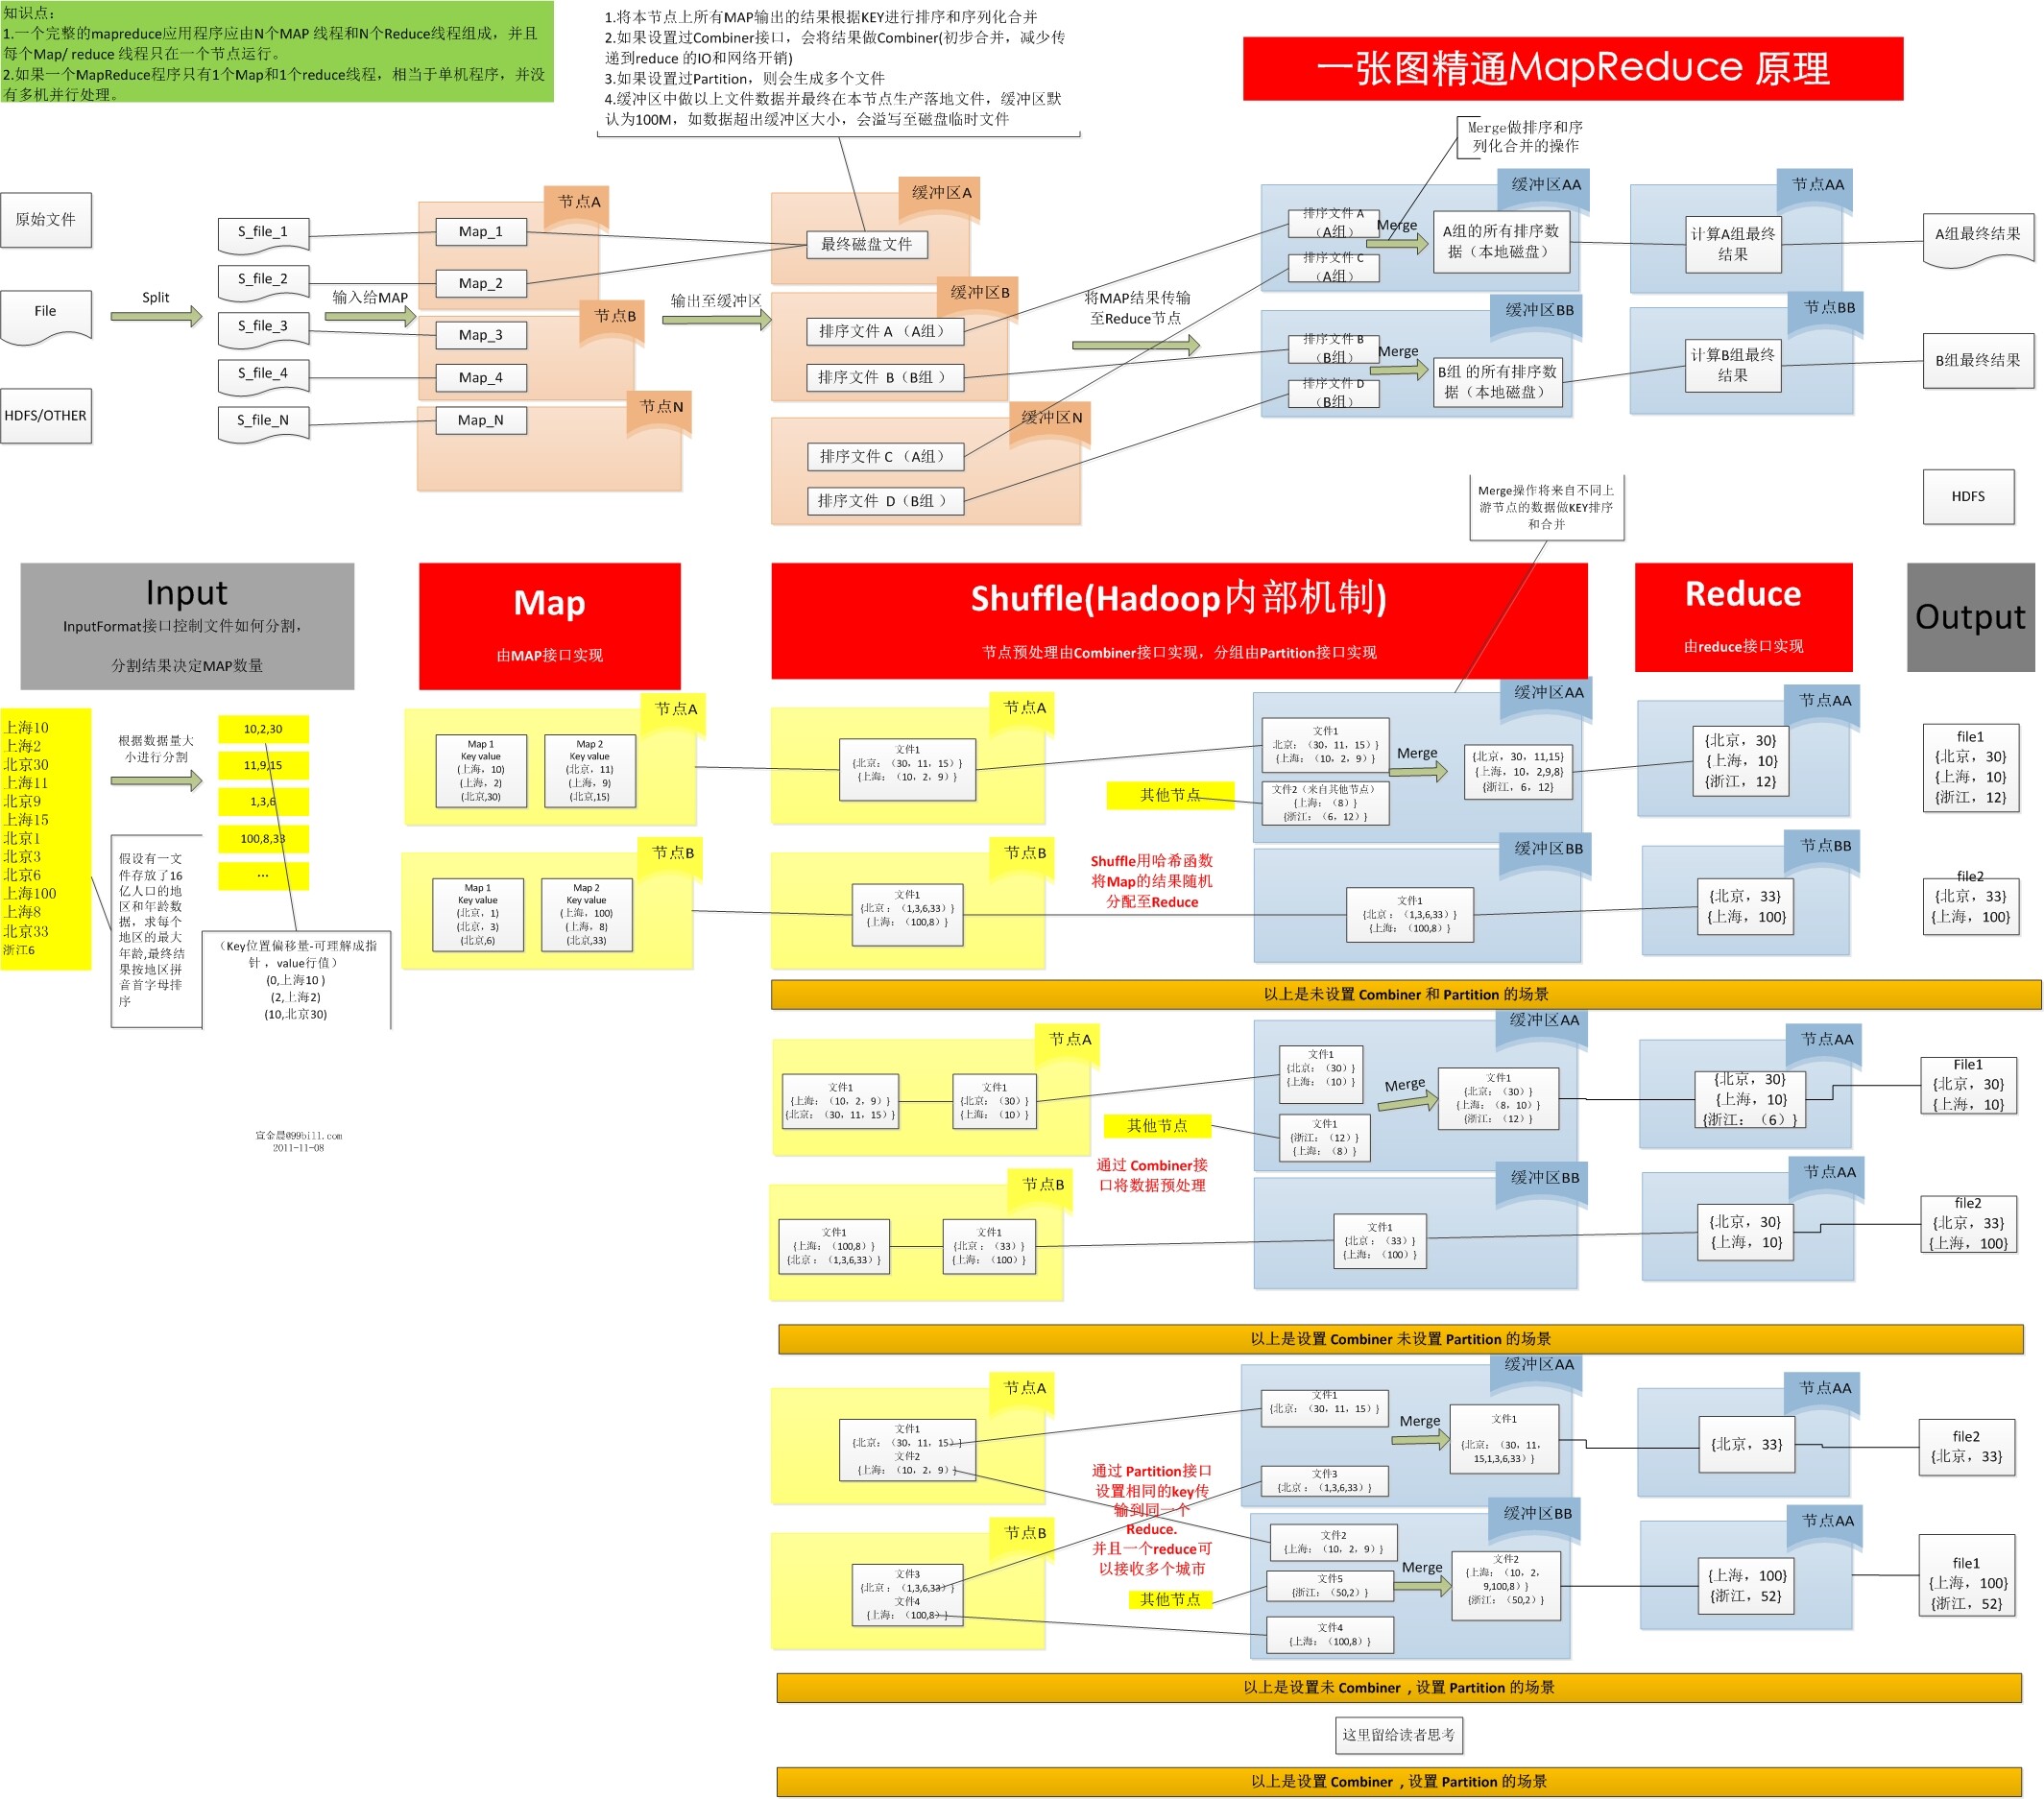 知识点：
1.一个完整的mapreduce应用程序应由N个MAP 线程和N个Reduce线程组成，并且
每个Map/ reduce 线程只在一个节点运行。
2.如果一个MapReduce程序只有1个Map和1个reduce线程，相当于单机程序，并没
有多机并行处理。
1.将本节点上所有MAP输出的结果根据KEY进行排序和序列化合并
2.如果设置过Combiner接口，会将结果做Combiner(初步合并，减少传
递到reduce 的IO和网络开销)
3.如果设置过Partition，则会生成多个文件
4.缓冲区中做以上文件数据并最终在本节点生产落地文件，缓冲区默
认为100M，如数据超出缓冲区大小，会溢写至磁盘临时文件
一张图精通MapReduce 原理
Merge做排序和序
列化合并的操作
原始文件
File
HDFS/OTHER
Split
S_file_1
S_file_2
S_file_3
S_file_4
S_file_N
输入给MAP
节点A
Map_1
Map_2
节点B
Map_3
Map_4
节点N
Map_N
输出至缓冲区
缓冲区A
最终磁盘文件
缓冲区B
排序文件 A （A组）
排序文件 B（B组 ）
缓冲区N
排序文件 C （A组）
排序文件 D（B组 ）
将MAP结果传输
至Reduce节点
缓冲区AA
排序文件 A
（A组）
排序文件 C
（A组）
Merge
A组的所有排序数
据（本地磁盘）
缓冲区BB
排序文件 B
（B组）
排序文件 D
（B组）
Merge
B组 的所有排序数
据（本地磁盘）
节点AA
计算A组最终
结果
节点BB
计算B组最终
结果
A组最终结果
B组最终结果
HDFS
Merge操作将来自不同上
游节点的数据做KEY排序
和合并
Input
InputFormat接口控制文件如何分割，
分割结果决定MAP数量
Map
由MAP接口实现
Shuffle(Hadoop内部机制)
节点预处理由Combiner接口实现，分组由Partition接口实现
Reduce
由reduce接口实现
Output
上海10
上海2
北京30
上海11
北京9
上海15
北京1
北京3
北京6
上海100
上海8
北京33
浙江6
根据数据量大
小进行分割
10,2,30
11,9,15
1,3,6
100,8,33
...
假设有一文
件存放了16
亿人口的地
区和年龄数
据，求每个
地区的最大
年龄,最终结
果按地区拼
音首字母排
序
（Key位置偏移量-可理解成指
针 ，value行值）
(0,上海10 )
(2,上海2)
(10,北京30)
节点A
Map 1
Key value
(上海，10)
(上海，2)
(北京,30)
Map 2
Key value
(北京，11)
(上海，9)
(北京,15)
节点B
Map 1
Key value
(北京，1)
(北京，3)
(北京,6)
Map 2
Key value
(上海，100)
(上海，8)
(北京,33)
节点A
文件1
{北京：（30，11，15）}
{上海：（10，2，9）}
节点B
文件1
{北京 ：（1,3,6,33）}
{上海：（100,8）}
其他节点
Shuffle用哈希函数
将Map的结果随机
分配至Reduce
缓冲区AA
文件1
北京：（30，11，15）}
{上海：（10，2，9）}
文件2（来自其他节点）
{上海：（8）}
{浙江：（6，12）}
Merge
{北京，30，11,15}
{上海，10，2,9,8}
{浙江，6，12}
缓冲区BB
文件1
{北京 ：（1,3,6,33）}
{上海：（100,8）}
节点AA
{北京，30}
{上海，10}
{浙江，12}
节点BB
{北京，33}
{上海，100}
file1
{北京，30}
{上海，10}
{浙江，12}
file2
{北京，33}
{上海，100}
以上是未设置 Combiner 和 Partition 的场景
宣金晨@99bill.com
2011-11-08
节点A
文件1
{上海：（10，2，9）}
{北京：（30，11，15）}
文件1
{北京：（30）}
{上海：（10）}
其他节点
通过 Combiner接
口将数据预处理
缓冲区AA
文件1
{北京：（30）}
{上海：（10）}
文件1
{浙江：（12）}
{上海：（8）}
Merge
文件1
{北京：（30）}
{上海：（8，10）}
{浙江：（12）}
节点AA
{北京，30}
{上海，10}
{浙江：（6）}
File1
{北京，30}
{上海，10}
节点B
文件1
{上海：（100,8）}
{北京 ：（1,3,6,33）}
文件1
{北京 ：（33）}
{上海：（100）}
缓冲区BB
文件1
{北京 ：（33）}
{上海：（100）}
节点AA
{北京，30}
{上海，10}
file2
{北京，33}
{上海，100}
以上是设置 Combiner 未设置 Partition 的场景
节点A
文件1
{北京：（30，11，15）}
文件2
{上海：（10，2，9）}
节点B
文件3
{北京 ：（1,3,6,33）}
文件4
{上海：（100,8）}
通过 Partition接口
设置相同的key传
输到同一个
Reduce.
并且一个reduce可
以接收多个城市
其他节点
缓冲区AA
文件1
{北京：（30，11，15）}
文件3
{北京 ：（1,3,6,33）}
Merge
文件1
{北京：（30，11，
15,1,3,6,33）}
缓冲区BB
文件2
{上海：（10，2，9）}
文件5
{浙江：（50,2）}
文件4
{上海：（100,8）}
Merge
文件2
{上海：（10，2，
9,100,8）}
{浙江：（50,2）}
节点AA
{北京，33}
file2
{北京，33}
节点AA
{上海，100}
{浙江，52}
file1
{上海，100}
{浙江，52}
以上是设置未 Combiner ，设置 Partition 的场景
这里留给读者思考
以上是设置 Combiner ，设置 Partition 的场景